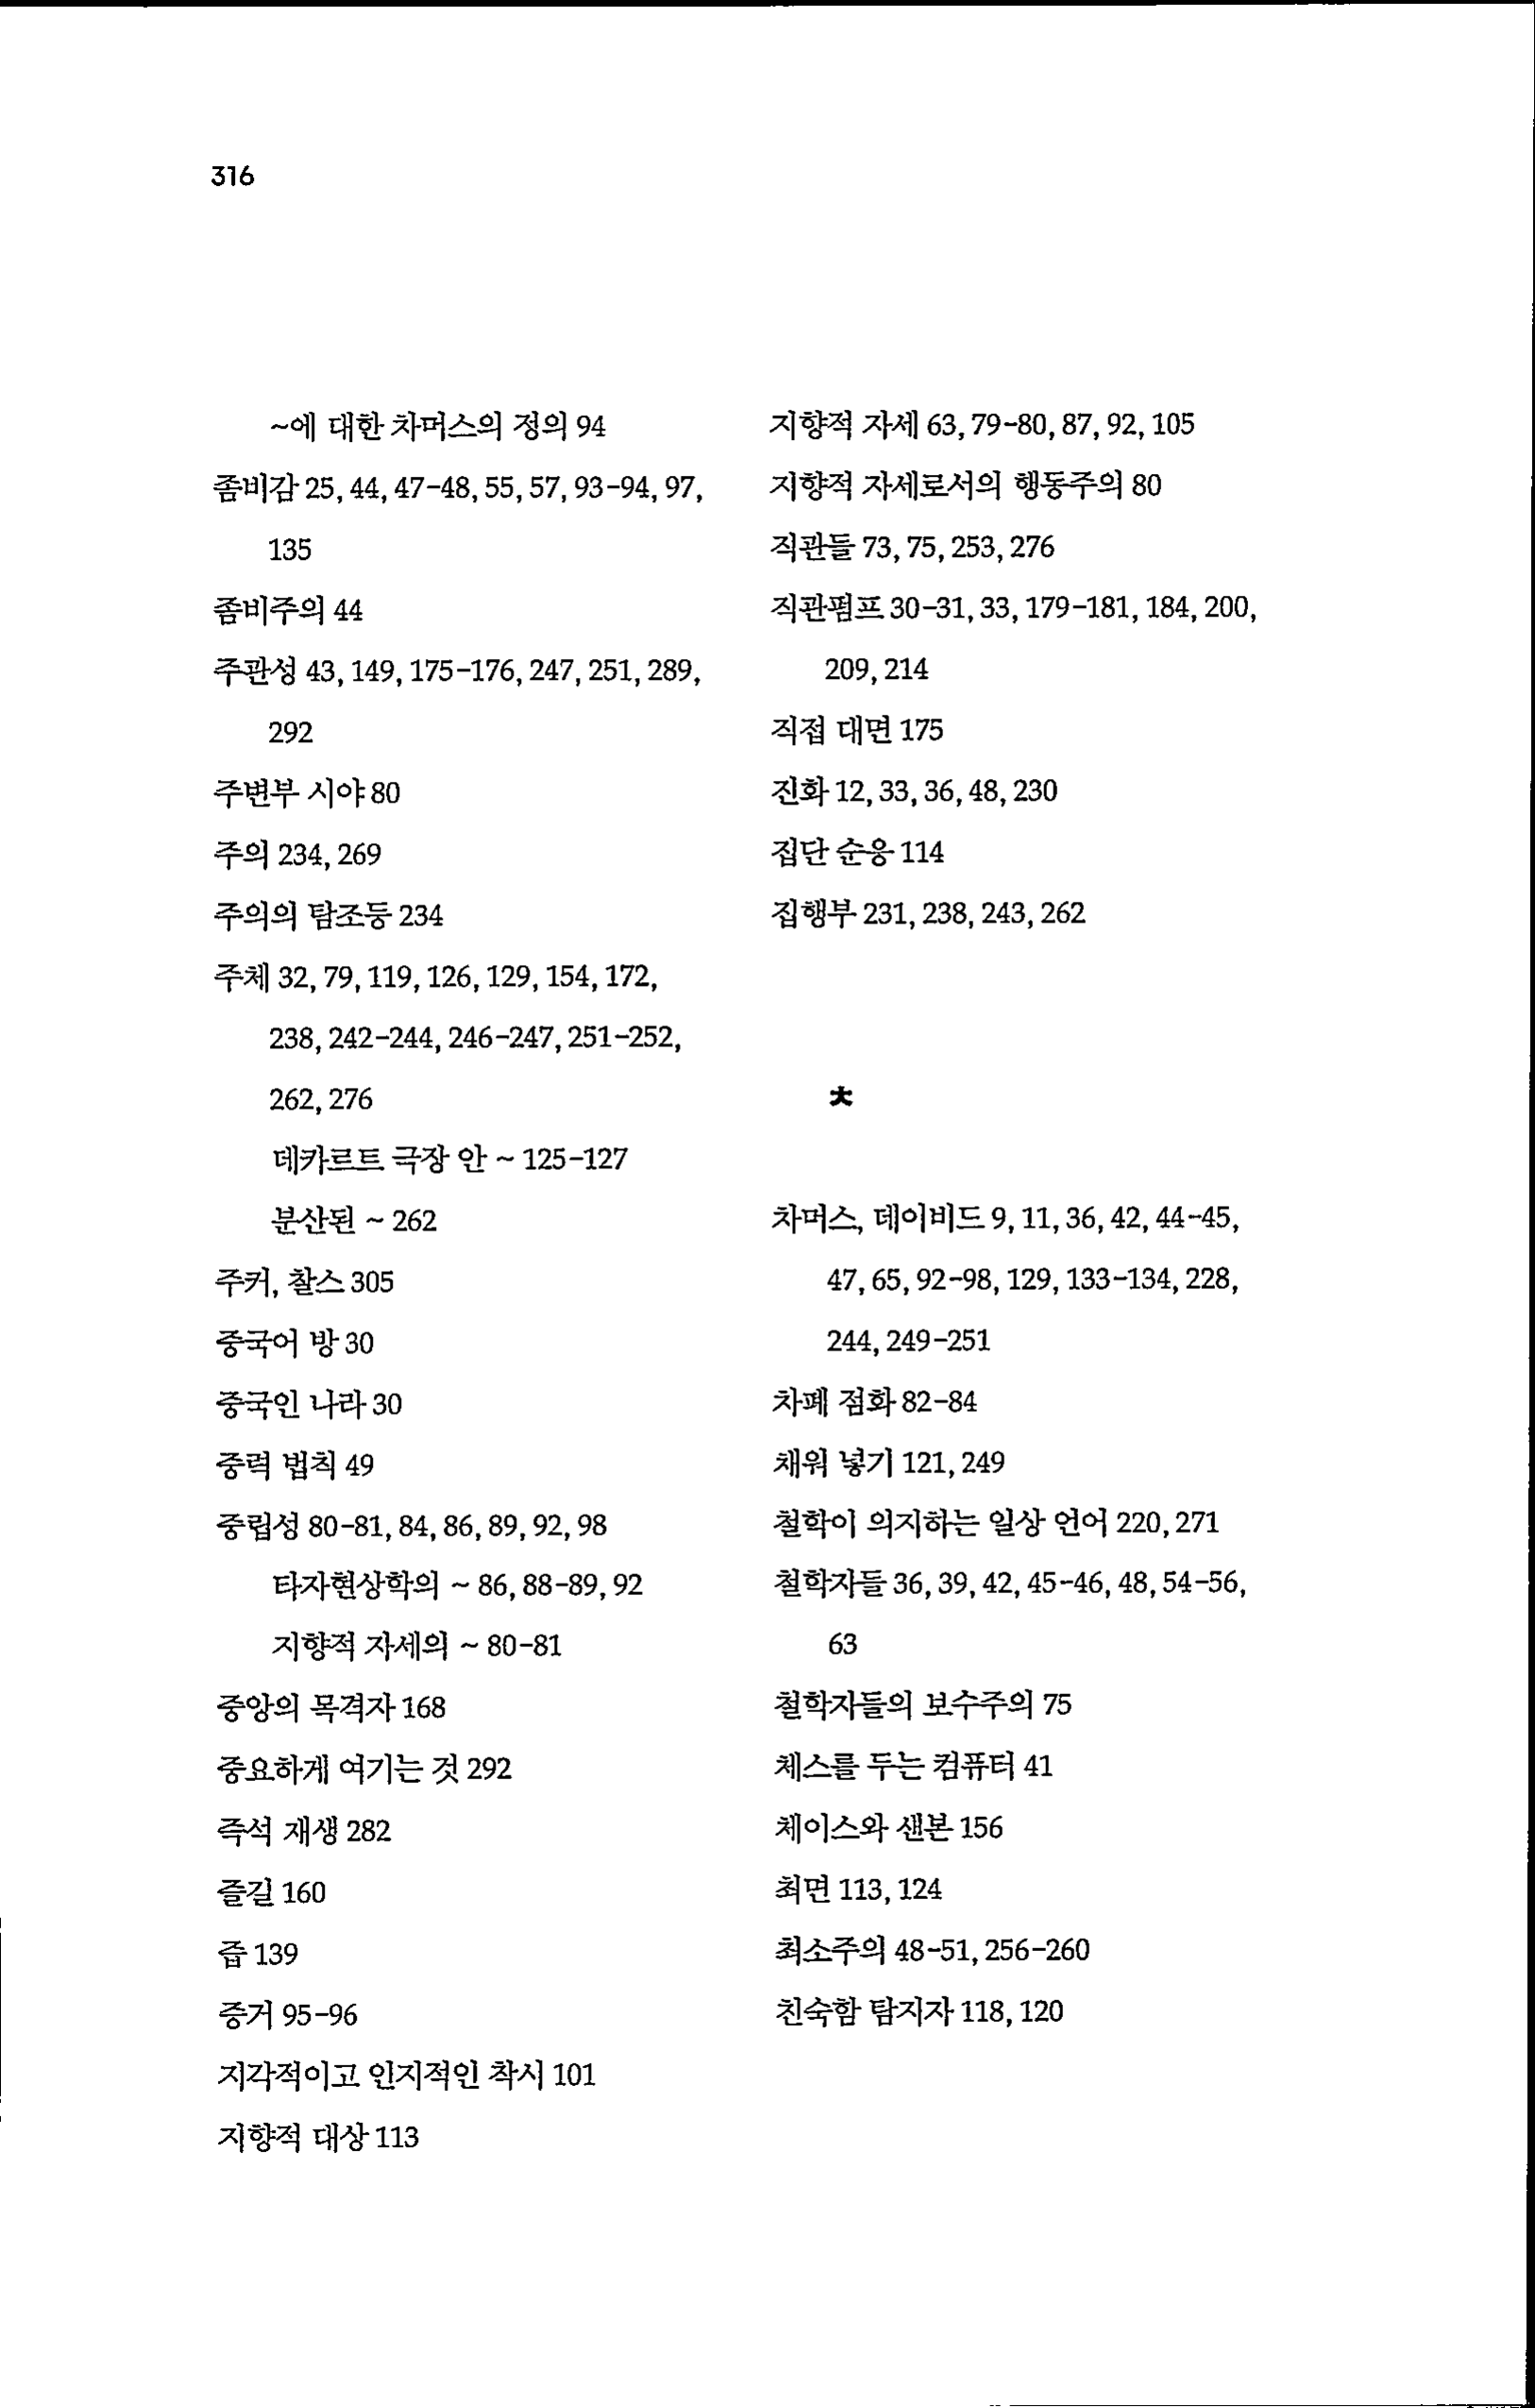 316
~에 대한 차머스의 정의 94
좀비감 25, 44, 47-48, 55, 57, 93-94, 97,
135
좀비주의 44
주관성 43, 149, 175-176, 247, 251, 289,
292
주변부 시야 80
주의 234, 269
주의의 탐조등 234
주체 32, 79, 119, 126, 129, 154, 172,
238, 242-244, 246-247, 251-252,
262, 276
데카르트 극장 안 ~ 125-127
분산된 ~ 262
주커, 찰스 305
중국어 방 30
중국인 나라 30
중력 법칙 49
중립성 80-81, 84, 86, 89, 92, 98
타자현상학의 ~ 86, 88-89, 92
지향적 자세의 ~ 80-81
중앙의 목격자 168
중요하게 여기는 것 292
즉석 재생 282
즐길 160
즙 139
증거 95-96
지각적이고 인지적인 착시 101
지향적 대상 113
지향적 자세 63, 79-80, 87, 92, 105
지향적 자세로서의 행동주의 80
직관들 73, 75, 253, 276
직관펌프 30-31, 33, 179-181, 184, 200,
209, 214
직접 대면 175
진화 12, 33, 36, 48, 230
집단 순응 114
집행부 231, 238, 243, 262
ㅊ
차머스, 데이비드 9, 11, 36, 42, 44-45,
47, 65, 92-98, 129, 133-134, 228,
244, 249-251
차폐 점화 82-84
채워 넣기 121, 249
철학이 의지하는 일상 언어 220, 271
철학자들 36, 39, 42, 45-46, 48, 54-56,
63
철학자들의 보수주의 75
체스를 두는 컴퓨터 41
체이스와 샌본 156
최면 113, 124
최소주의 48-51, 256-260
친숙함 탐지자 118, 120